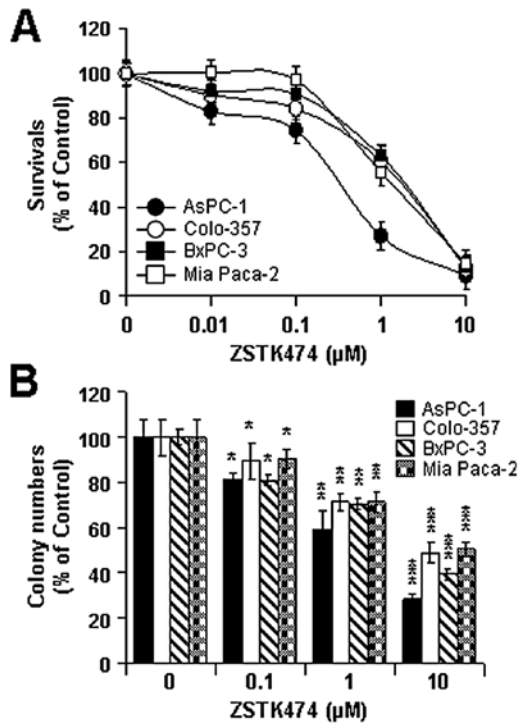 A
120
100
80
60
40
20
0
Survivals
(% of Control)
AsPC-1
Colo-357
BxPC-3
Mia Paca-2
0 0.01 0.1 1 10
ZSTK474 (µM)
B
120
100
80
60
40
20
0
Colony numbers
(% of Control)
AsPC-1
Colo-357
BxPC-3
Mia Paca-2
* * * *
** ** ** **
*** *** *** ***
0 0.1 1 10
ZSTK474 (µM)